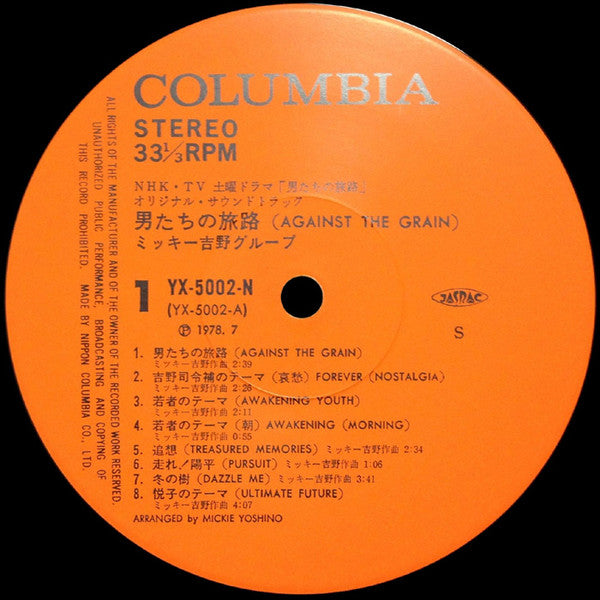 COLUMBIA
STEREO
33 1/3 RPM
NHK・TV 土曜ドラマ「男たちの旅路」
オリジナル・サウンドトラック
男たちの旅路 (AGAINST THE GRAIN)
ミッキー吉野グループ
1 YX-5002-N
(YX-5002-A)
Ⓟ 1978. 7
JASRAC
S
1. 男たちの旅路 (AGAINST THE GRAIN)
ミッキー吉野作曲 2:39
2. 吉野司令補のテーマ (哀愁) FOREVER (NOSTALGIA)
ミッキー吉野作曲 2:26
3. 若者のテーマ (AWAKENING YOUTH)
ミッキー吉野作曲 2:11
4. 若者のテーマ (朝) AWAKENING (MORNING)
ミッキー吉野作曲 0:55
5. 追想 (TREASURED MEMORIES) ミッキー吉野作曲 2:34
6. 走れ!陽平 (PURSUIT) ミッキー吉野作曲 1:06
7. 冬の樹 (DAZZLE ME) ミッキー吉野作曲 3:41
8. 悦子のテーマ (ULTIMATE FUTURE)
ミッキー吉野作曲 4:07
ARRANGED by MICKIE YOSHINO
ALL RIGHTS OF THE MANUFACTURER AND OF THE OWNER OF THE RECORDED WORK RESERVED.
UNAUTHORIZED PUBLIC PERFORMANCE, BROADCASTING AND COPYING OF
THIS RECORD PROHIBITED. MADE BY NIPPON COLUMBIA CO., LTD.